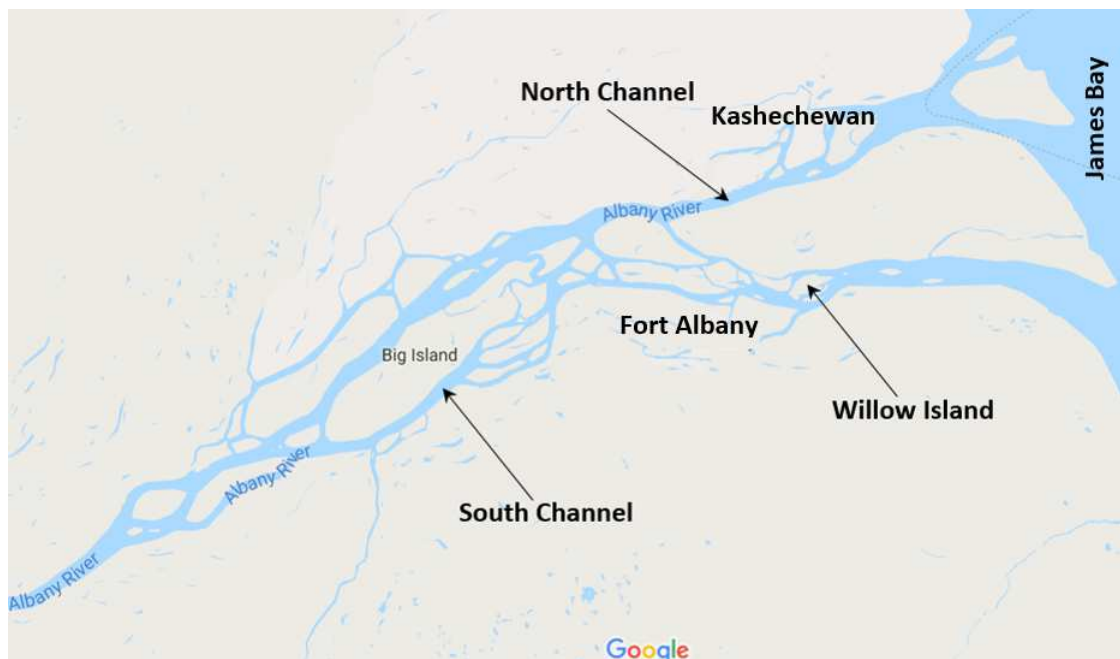 North Channel
Kashechewan
James Bay
Albany River
Fort Albany
Big Island
Willow Island
Albany River
South Channel
Albany River
Google